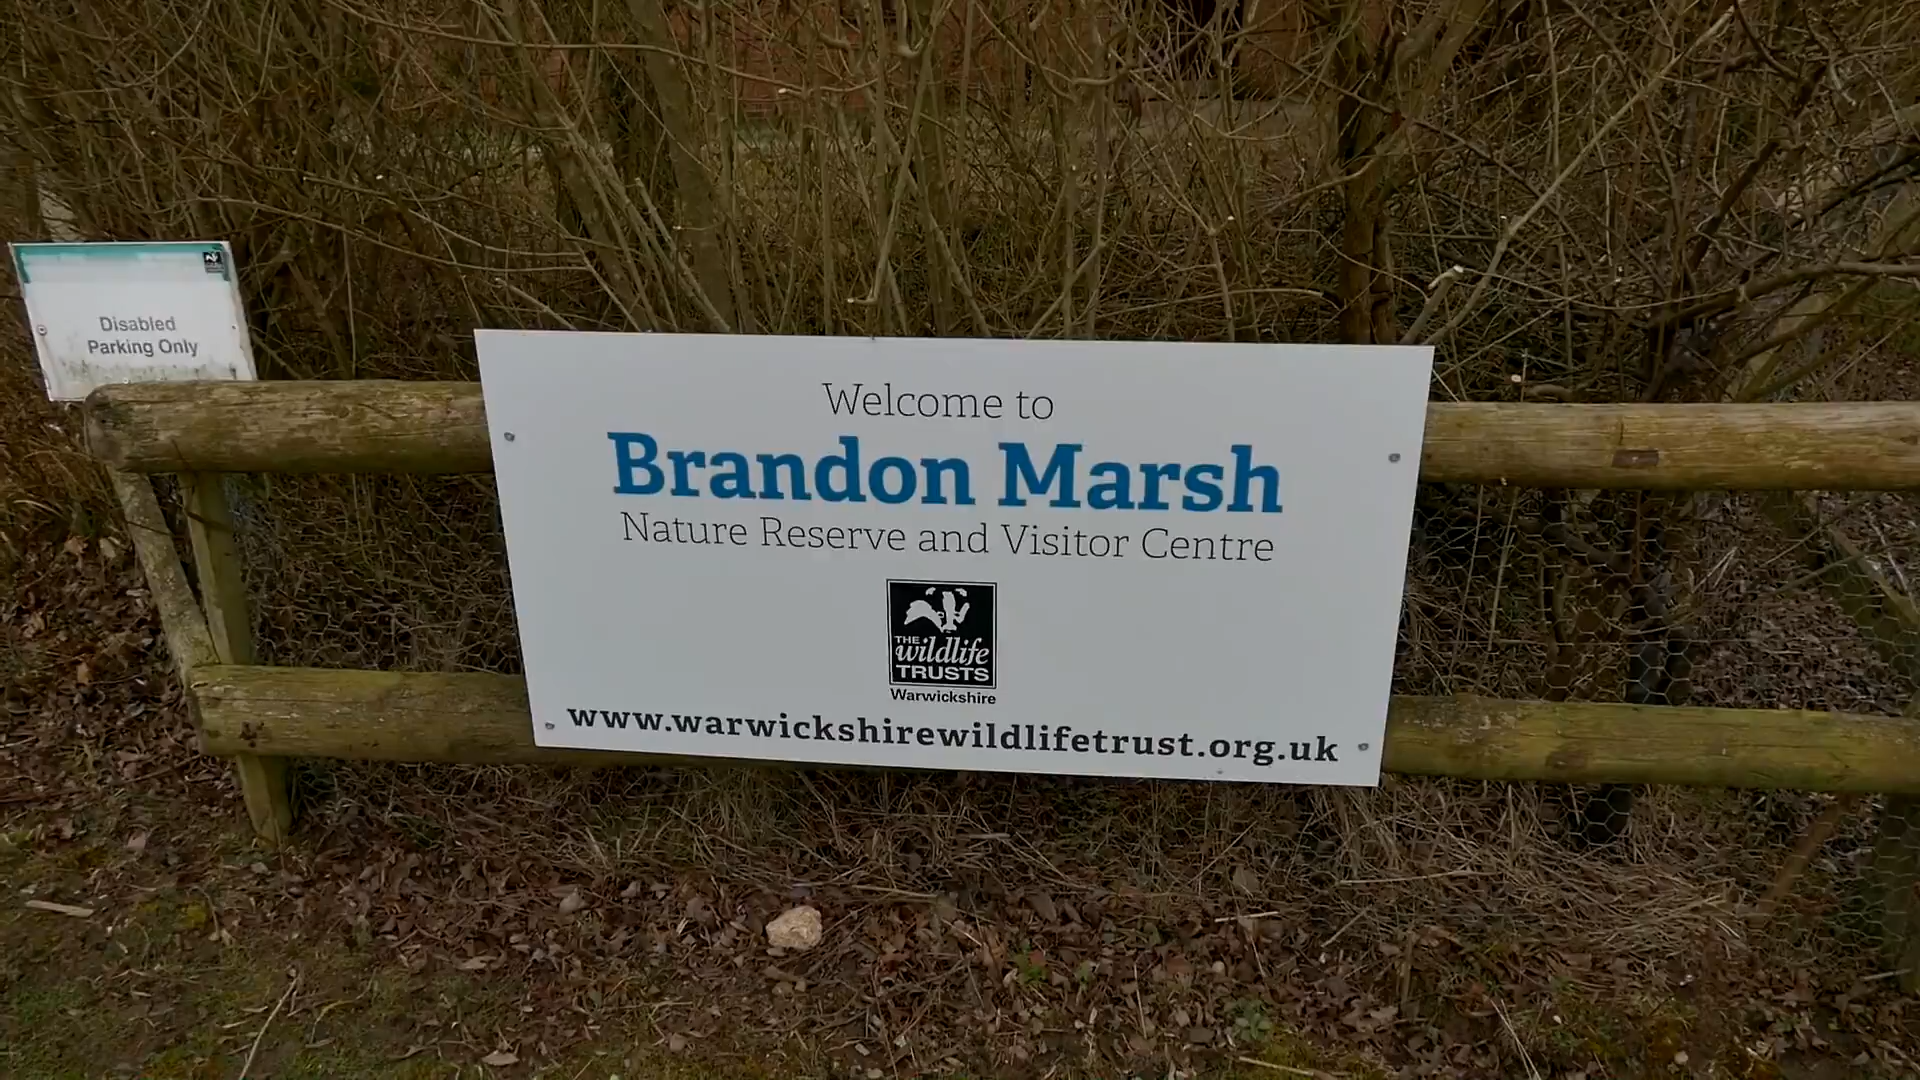 Disabled
Parking Only
Welcome to
Brandon Marsh
Nature Reserve and Visitor Centre
THE
wildlife
TRUSTS
Warwickshire
www.warwickshirewildlifetrust.org.uk